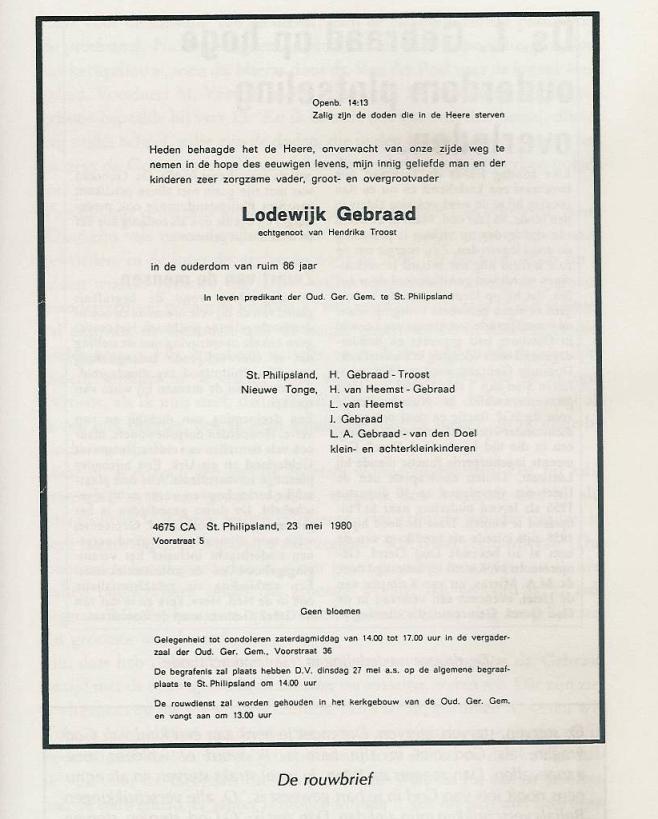 Openb. 14:13
Zalig zijn de doden die in de Heere sterven
Heden behaagde het de Heere, onverwacht van onze zijde weg te
nemen in de hope des eeuwigen levens, mijn innig geliefde man en der
kinderen zeer zorgzame vader, groot- en overgrootvader
Lodewijk Gebraad
echtgenoot van Hendrika Troost
in de ouderdom van ruim 86 jaar
In leven predikant der Oud. Ger. Gem. te St. Philipsland
St. Philipsland, H. Gebraad - Troost
Nieuwe Tonge, H. van Heemst - Gebraad
L. van Heemst
J. Gebraad
L. A. Gebraad - van den Doel
klein- en achterkleinkinderen
4675 CA St. Philipsland, 23 mei 1980
Voorstraat 5
Geen bloemen
Gelegenheid tot condoleren zaterdagmiddag van 14.00 tot 17.00 uur in de vergader-
zaal der Oud. Ger. Gem., Voorstraat 36
De begrafenis zal plaats hebben D.V. dinsdag 27 mei a.s. op de algemene begraaf-
plaats te St. Philipsland om 14.00 uur
De rouwdienst zal worden gehouden in het kerkgebouw van de Oud. Ger. Gem.
en vangt aan om 13.00 uur
De rouwbrief